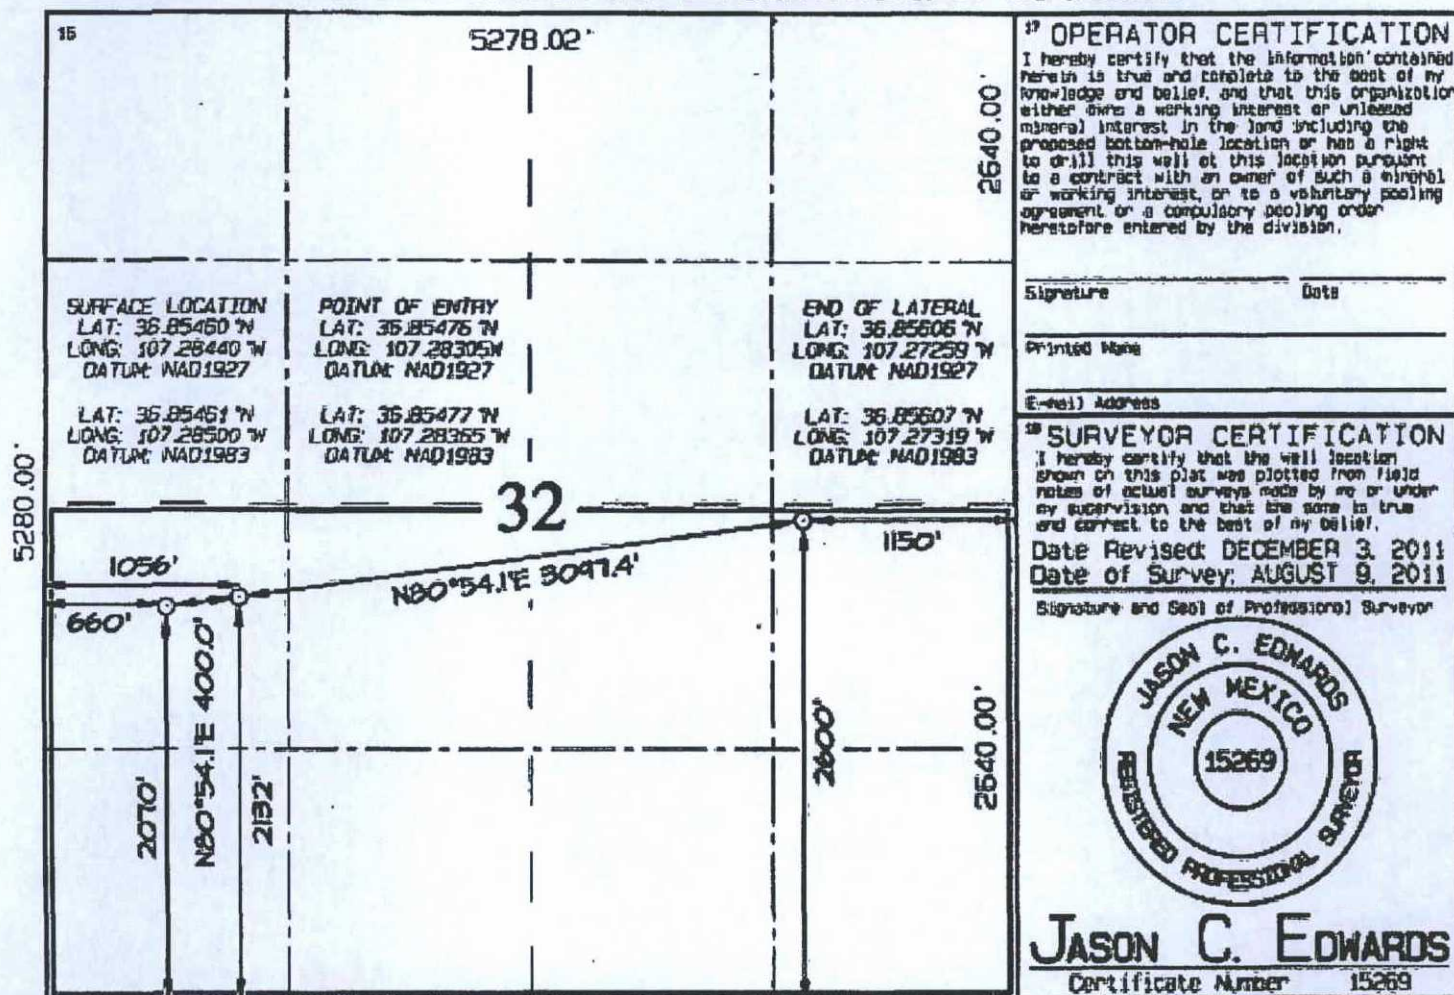 15
5278.02'
2640.00
SURFACE LOCATION
LAT: 36.85460 °N
LONG: 107.28440 °W
DATUM: NAD1927
LAT: 36.85461 °N
LONG: 107.28500 °W
DATUM: NAD1983
POINT OF ENTRY
LAT: 36.85476 °N
LONG: 107.28305W
DATUM: NAD1927
LAT: 36.85477 °N
LONG: 107.28365 °W
DATUM: NAD1983
END OF LATERAL
LAT: 36.85606 °N
LONG: 107.27259 °W
DATUM: NAD1927
LAT: 36.85607 °N
LONG: 107.27319 °W
DATUM: NAD1983
5280.00'
32
1056'
660'
N80°54.1'E 3097.4'
1150'
2070'
N80°54.1'E 400.0'
2132'
2600'
2640.00'
17 OPERATOR CERTIFICATION
I hereby certify that the information contained
herein is true and complete to the best of my
knowledge and belief, and that this organization
either owns a working interest or unleased
mineral interest in the land including the
proposed bottom-hole location or has a right
to drill this well at this location pursuant
to a contract with an owner of such a mineral
or working interest, or to a voluntary pooling
agreement or a compulsory pooling order
heretofore entered by the division.
Signature Date
Printed Name
E-mail Address
18 SURVEYOR CERTIFICATION
I hereby certify that the well location
shown on this plat was plotted from field
notes of actual surveys made by me or under
my supervision and that the same is true
and correct to the best of my belief.
Date Revised: DECEMBER 3, 2011
Date of Survey: AUGUST 9, 2011
Signature and Seal of Professional Surveyor
JASON C. EDWARDS
NEW MEXICO
15269
REGISTERED PROFESSIONAL SURVEYOR
JASON C. EDWARDS
Certificate Number 15269